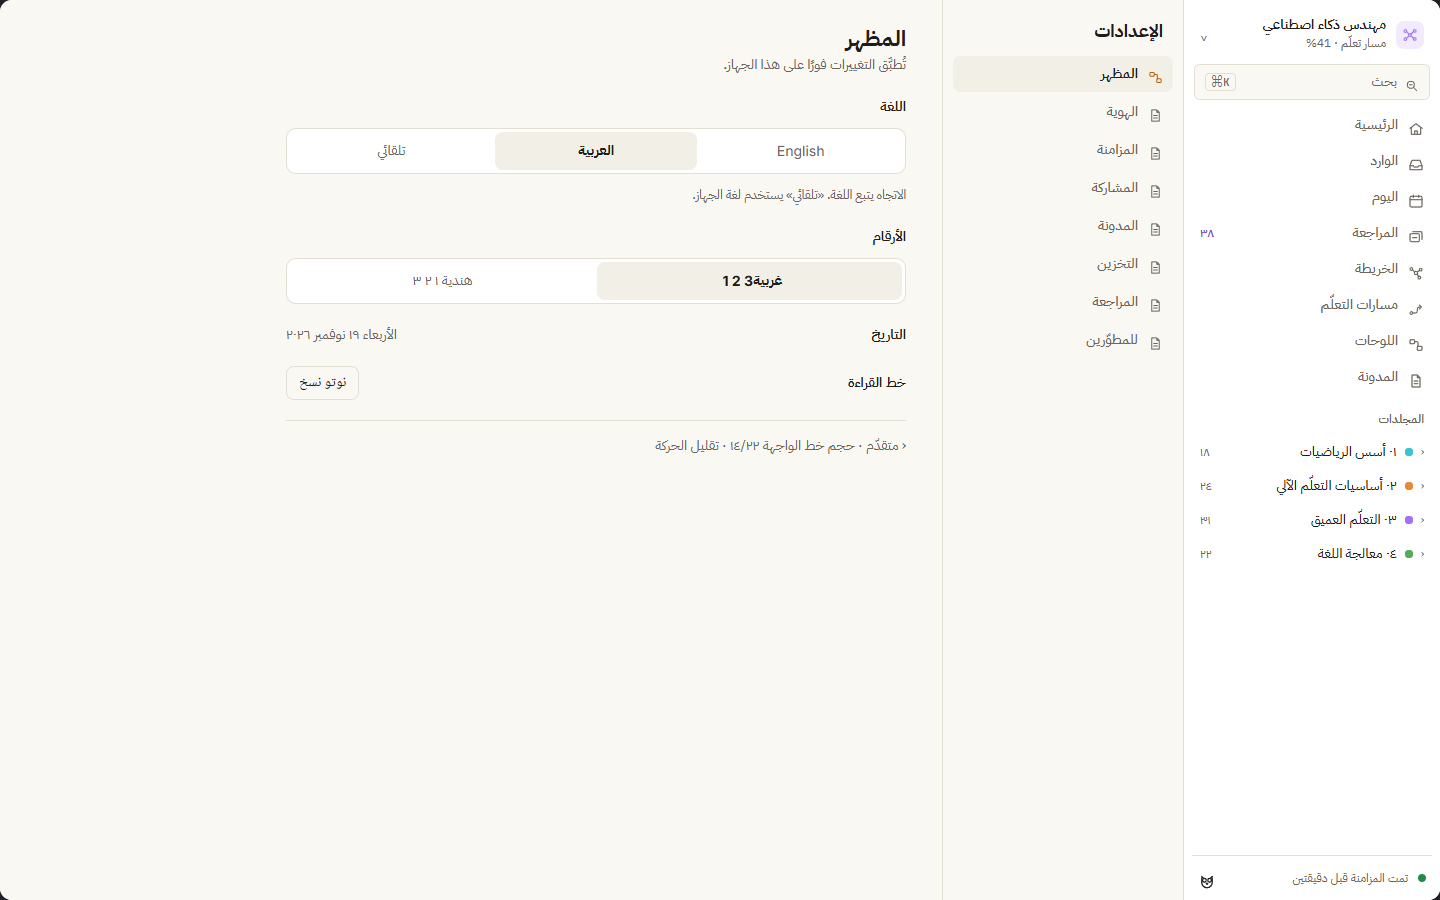 مهندس ذكاء اصطناعي
مسار تعلّم · 41%
بحث
⌘K
الرئيسية
الوارد
اليوم
المراجعة ٣٨
الخريطة
مسارات التعلّم
اللوحات
المدونة
المجلدات
٠١ أسس الرياضيات ١٨
٠٢ أساسيات التعلّم الآلي ٢٤
٠٣ التعلّم العميق ٣١
٠٤ معالجة اللغة ٢٢
تمت المزامنة قبل دقيقتين
الإعدادات
المظهر
الهوية
المزامنة
المشاركة
المدونة
التخزين
المراجعة
للمطوّرين
المظهر
تُطبَّق التغييرات فورًا على هذا الجهاز.
اللغة
English
العربية
تلقائي
الاتجاه يتبع اللغة. «تلقائي» يستخدم لغة الجهاز.
الأرقام
غربية 1 2 3
هندية ١ ٢ ٣
التاريخ
الأربعاء ١٩ نوفمبر ٢٠٢٦
خط القراءة
نوتو نسخ
› متقدّم · حجم خط الواجهة ١٤/٢٢ · تقليل الحركة